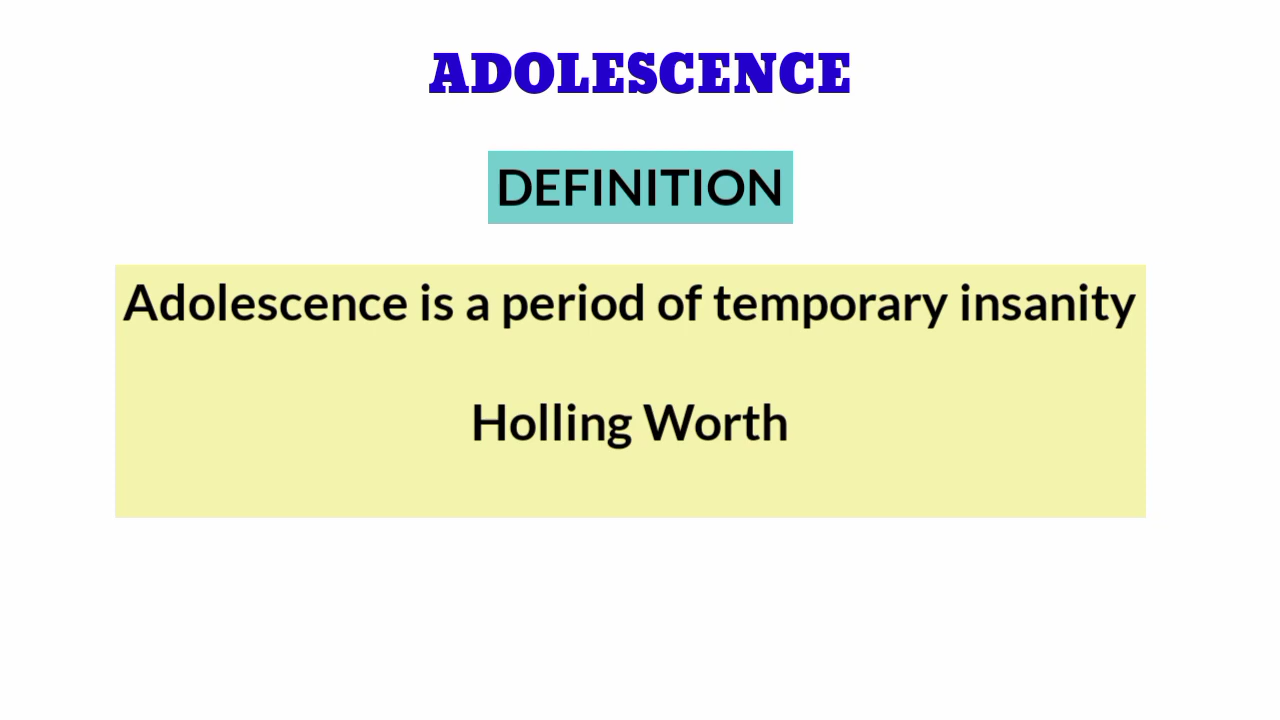 ADOLESCENCE
DEFINITION
Adolescence is a period of temporary insanity
Holling Worth